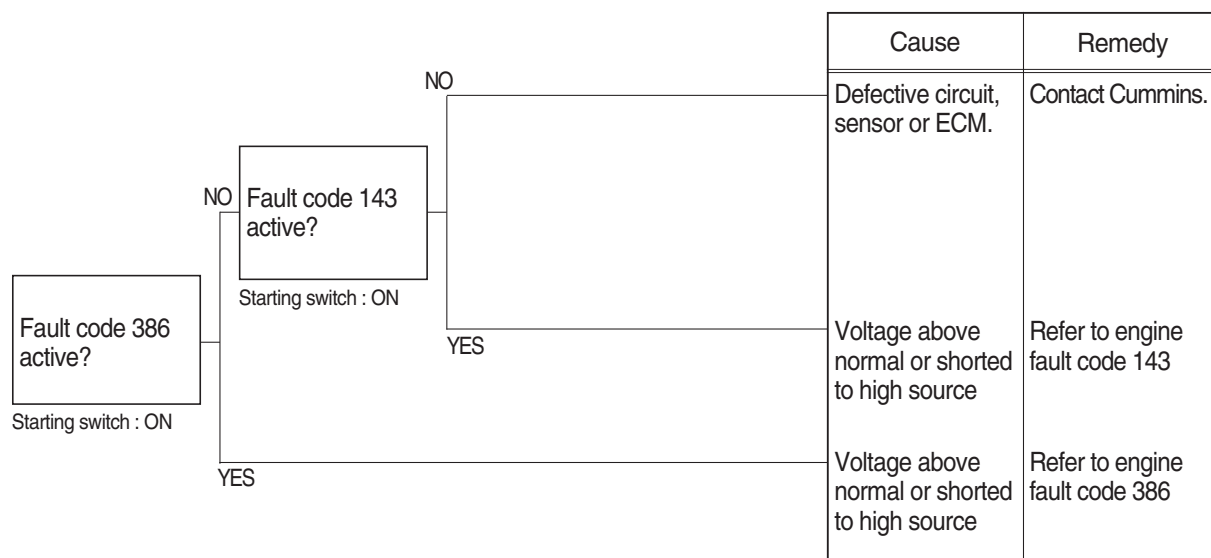 Cause
Remedy
NO
Defective circuit,
sensor or ECM.
Contact Cummins.
NO
Fault code 143
active?
Starting switch : ON
Fault code 386
active?
Starting switch : ON
YES
Voltage above
normal or shorted
to high source
Refer to engine
fault code 143
YES
Voltage above
normal or shorted
to high source
Refer to engine
fault code 386